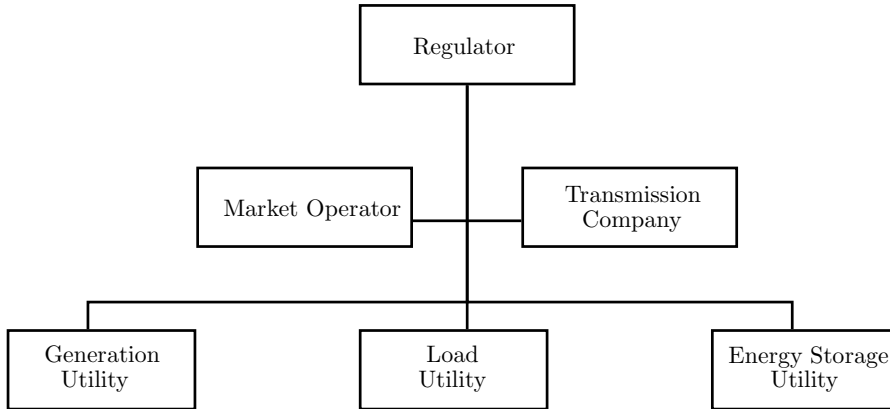 Regulator
Market Operator
Transmission
Company
Generation
Utility
Load
Utility
Energy Storage
Utility